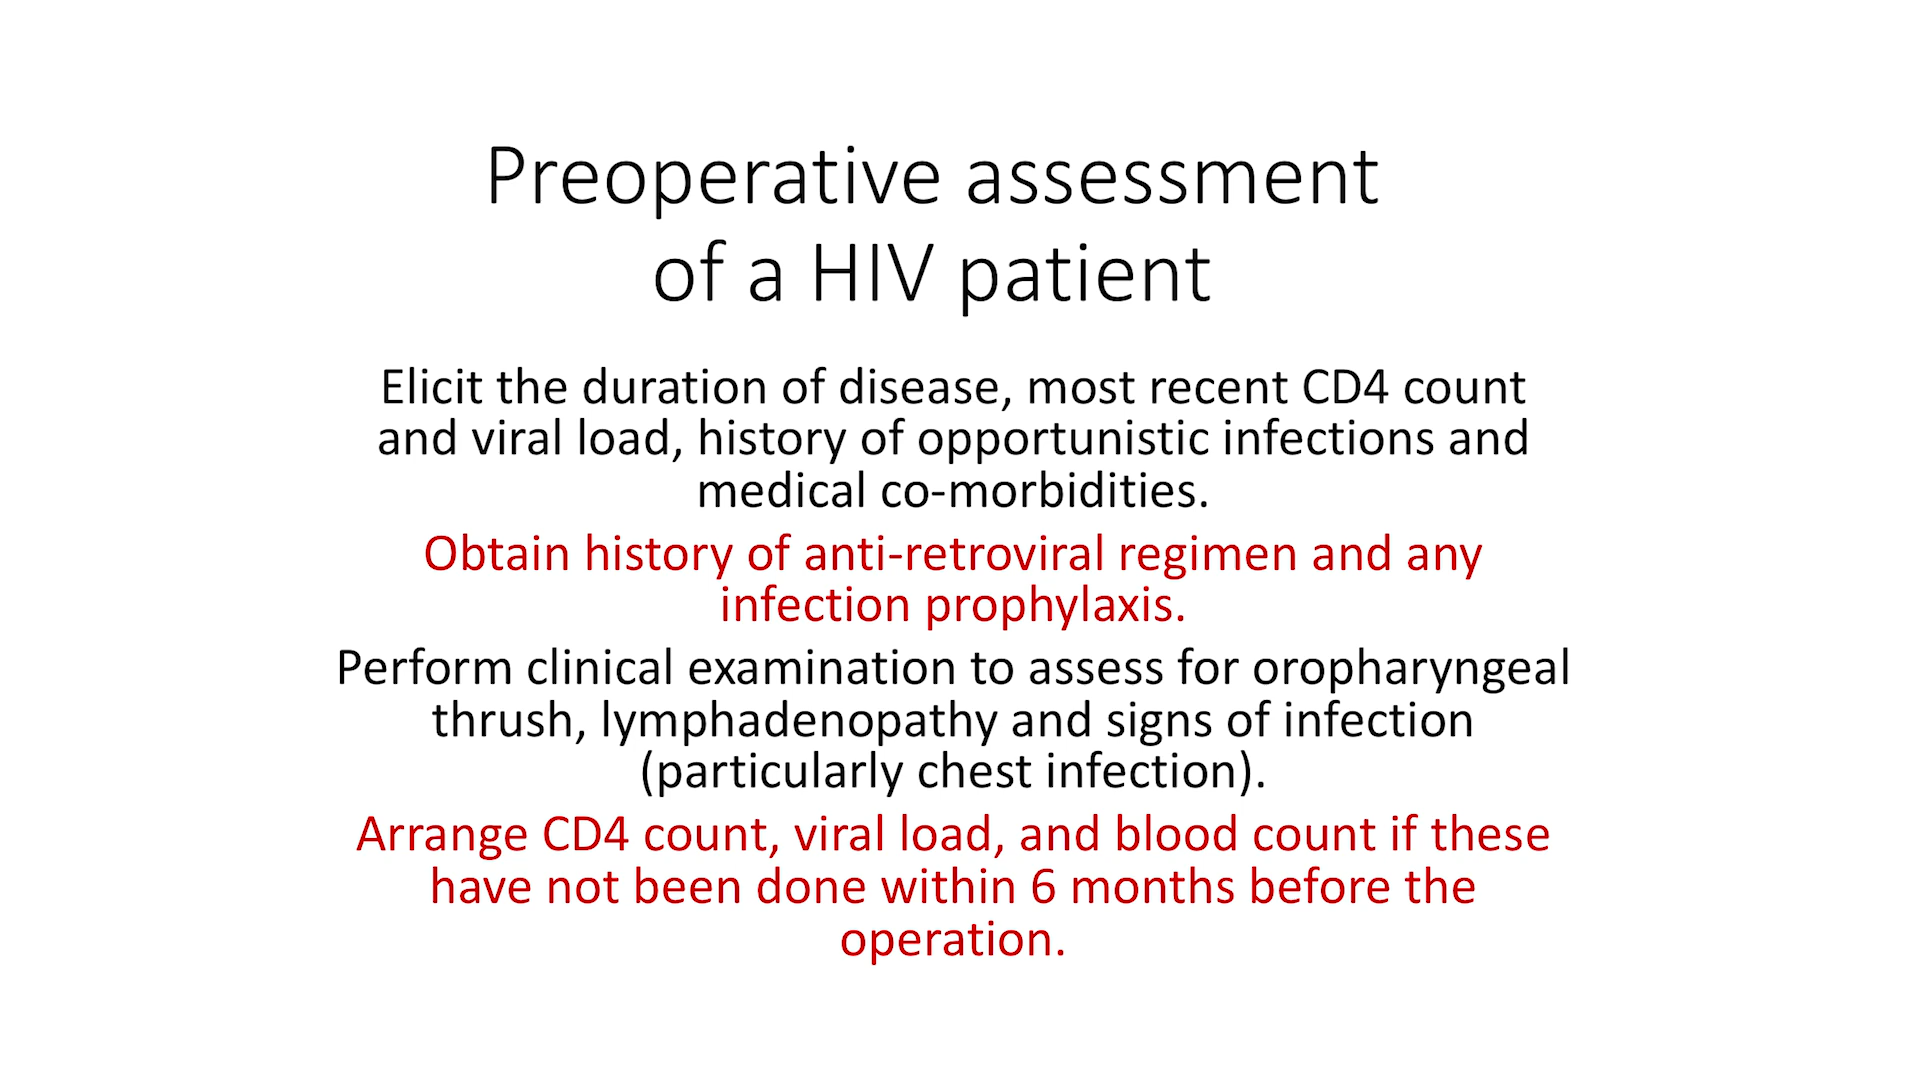 Preoperative assessment
of a HIV patient
Elicit the duration of disease, most recent CD4 count
and viral load, history of opportunistic infections and
medical co-morbidities.
Obtain history of anti-retroviral regimen and any
infection prophylaxis.
Perform clinical examination to assess for oropharyngeal
thrush, lymphadenopathy and signs of infection
(particularly chest infection).
Arrange CD4 count, viral load, and blood count if these
have not been done within 6 months before the
operation.